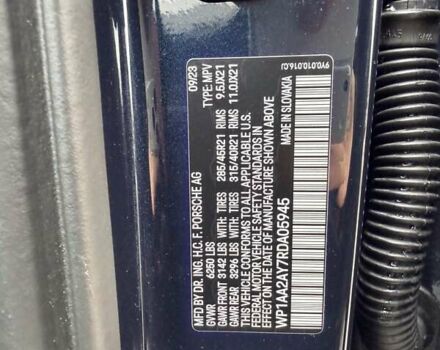 MFD. BY DR. ING. H.C. F. PORSCHE AG 09/23
GVWR 6250 LBS TYPE: MPV
GAWR FRONT 3142 LBS WITH: TIRES 285/45R21 RIMS 9.5JX21
GAWR REAR 3296 LBS WITH: TIRES 315/40R21 RIMS 11.0JX21
THIS VEHICLE CONFORMS TO ALL APPLICABLE U.S.
FEDERAL MOTOR VEHICLE SAFETY STANDARDS IN
EFFECT ON THE DATE OF MANUFACTURE SHOWN ABOVE
WP1AA2AY7RDA05945 MADE IN SLOVAKIA
9Y0.010.016.CJ